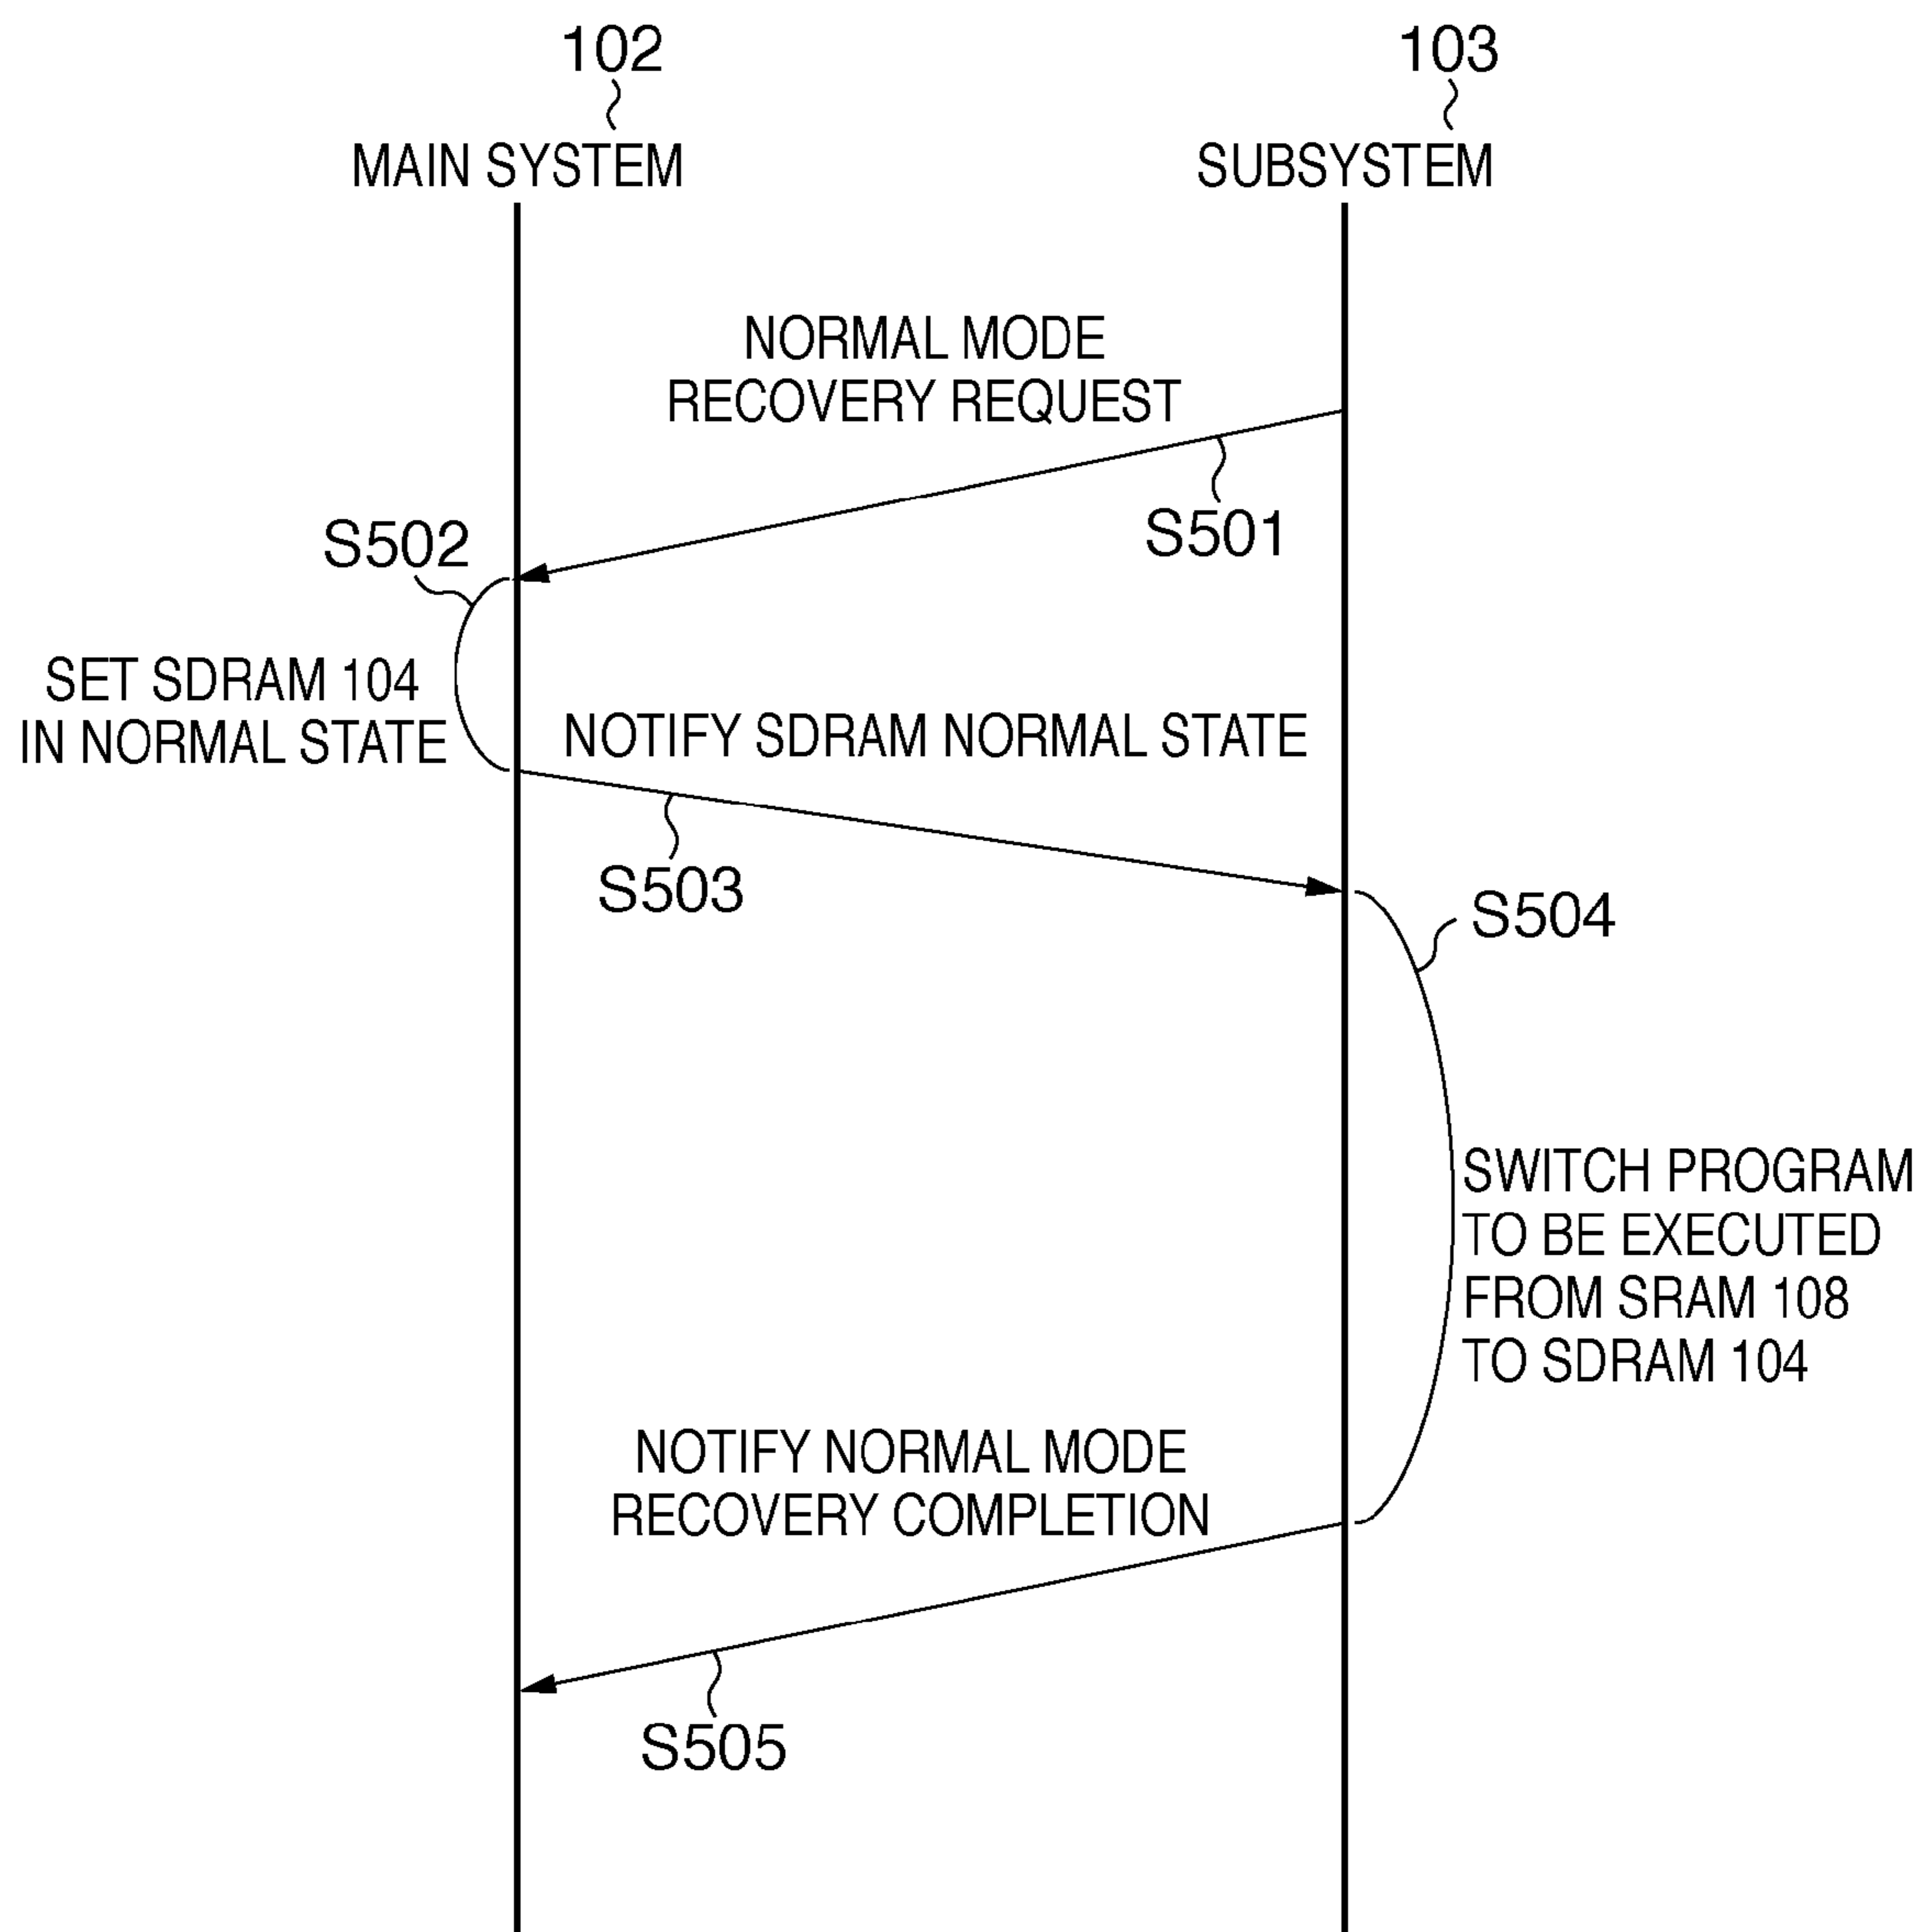 102
103
MAIN SYSTEM
SUBSYSTEM
NORMAL MODE
RECOVERY REQUEST
S501
S502
SET SDRAM 104
IN NORMAL STATE
NOTIFY SDRAM NORMAL STATE
S503
S504
SWITCH PROGRAM
TO BE EXECUTED
FROM SRAM 108
TO SDRAM 104
NOTIFY NORMAL MODE
RECOVERY COMPLETION
S505